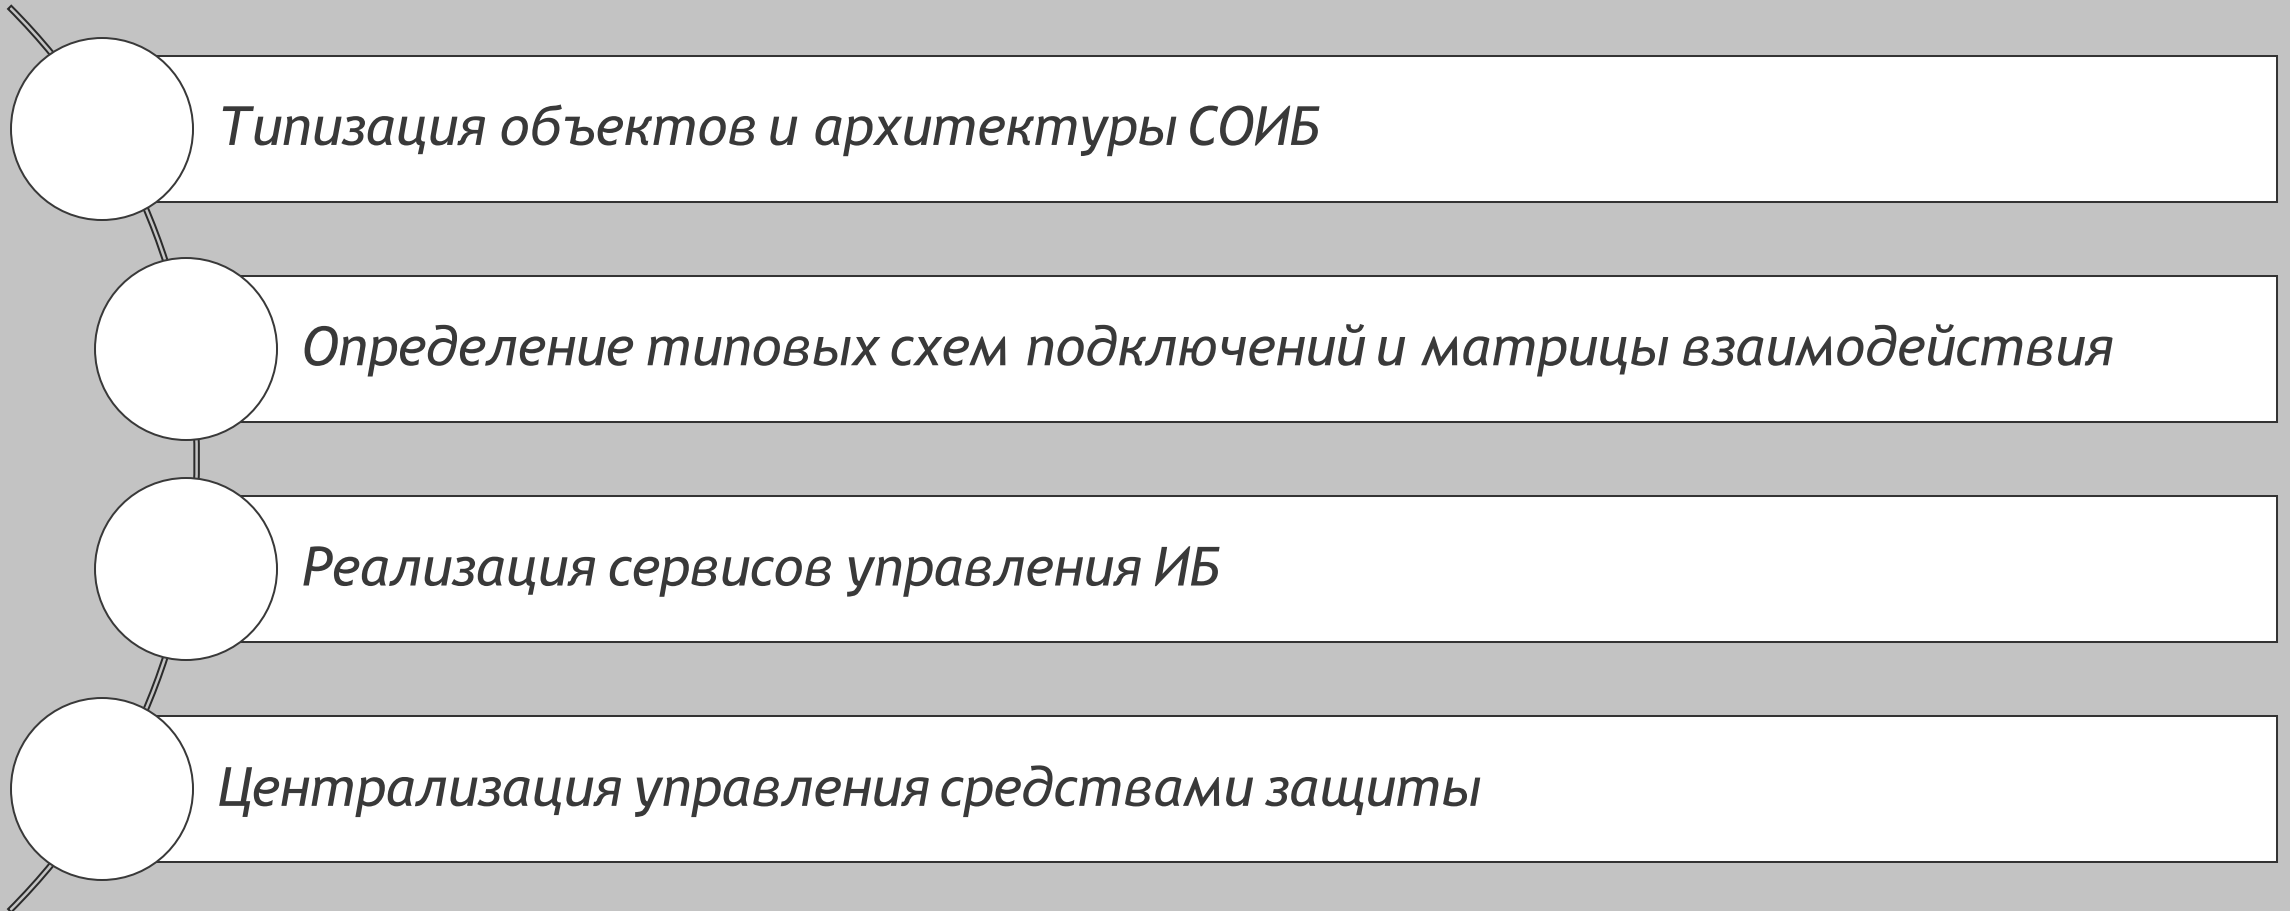 Типизация объектов и архитектуры СОИБ
Определение типовых схем подключений и матрицы взаимодействия
Реализация сервисов управления ИБ
Централизация управления средствами защиты